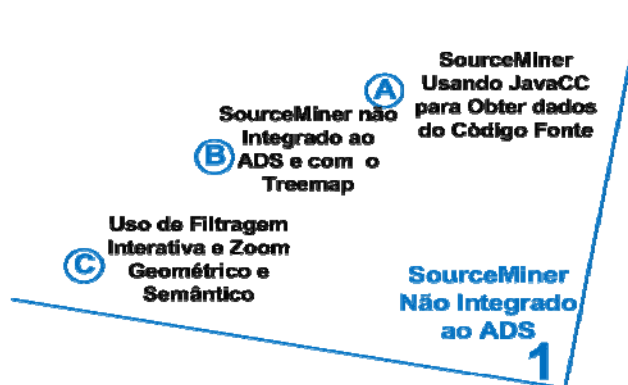 A
SourceMiner
Usando JavaCC
para Obter dados
do Còdigo Fonte
B
SourceMiner não
Integrado ao
ADS e com o
Treemap
C
Uso de Filtragem
Interativa e Zoom
Geométrico e
Semântico
SourceMiner
Não Integrado
ao ADS
1